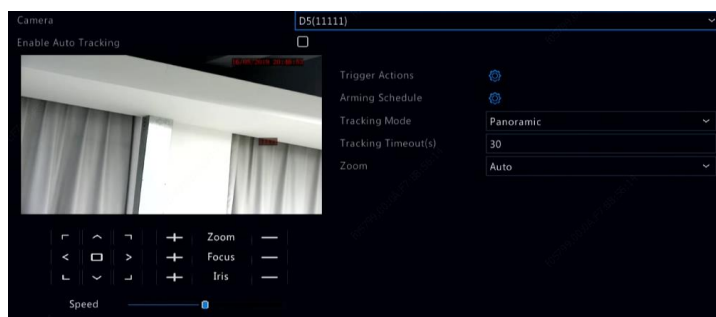 Camera
D5(11111)
Enable Auto Tracking
Trigger Actions
Arming Schedule
Tracking Mode
Panoramic
Tracking Timeout(s)
30
Zoom
Auto
Zoom
Focus
Iris
Speed